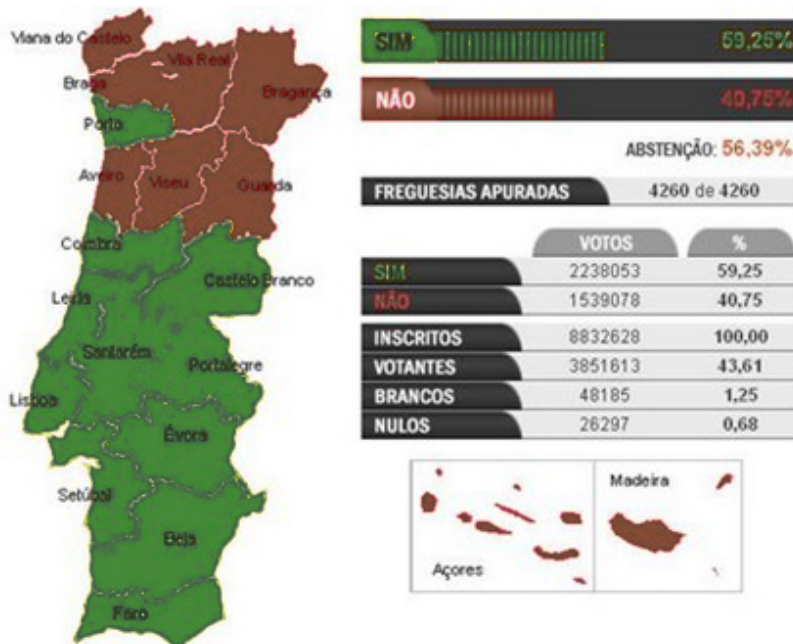 Viana do Castelo
Vila Real
Braga
Bragança
Porto
Aveiro
Viseu
Guarda
Coimbra
Castelo Branco
Leiria
Santarém
Portalegre
Lisboa
Évora
Setúbal
Beja
Faro
SIM 59,25%
NÃO 40,75%
ABSTENÇÃO: 56,39%
FREGUESIAS APURADAS 4260 de 4260
VOTOS %
SIM 2238053 59,25
NÃO 1539078 40,75
INSCRITOS 8832628 100,00
VOTANTES 3851613 43,61
BRANCOS 48185 1,25
NULOS 26297 0,68
Açores
Madeira